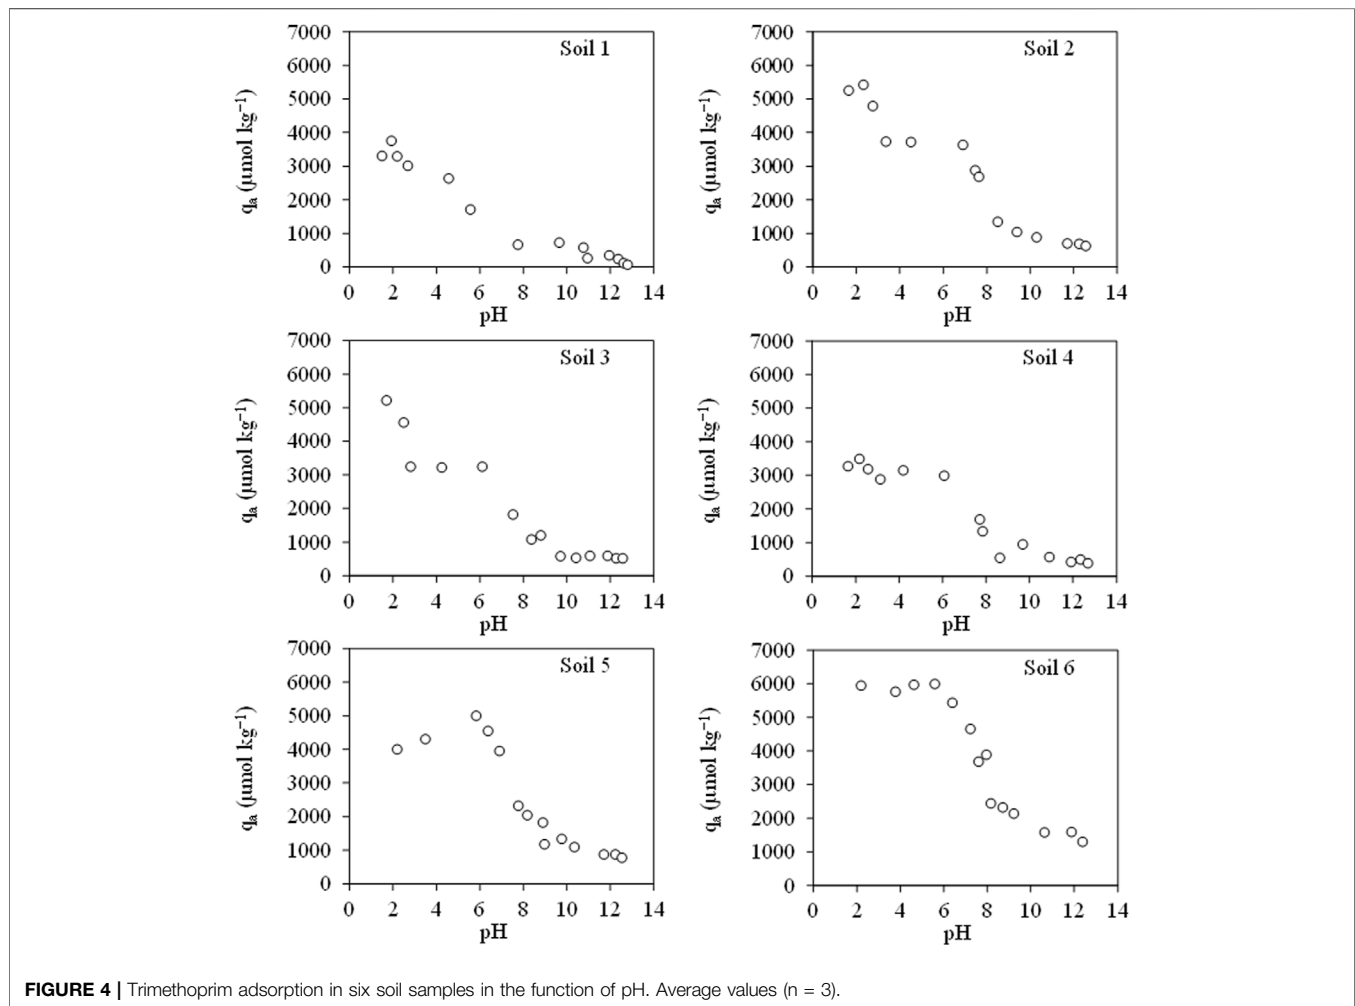 Soil 1
7000
6000
5000
4000
3000
2000
1000
0
qa (µmol kg⁻¹)
0 2 4 6 8 10 12 14
pH
Soil 2
7000
6000
5000
4000
3000
2000
1000
0
qa (µmol kg⁻¹)
0 2 4 6 8 10 12 14
pH
Soil 3
7000
6000
5000
4000
3000
2000
1000
0
qa (µmol kg⁻¹)
0 2 4 6 8 10 12 14
pH
Soil 4
7000
6000
5000
4000
3000
2000
1000
0
qa (µmol kg⁻¹)
0 2 4 6 8 10 12 14
pH
Soil 5
7000
6000
5000
4000
3000
2000
1000
0
qa (µmol kg⁻¹)
0 2 4 6 8 10 12 14
pH
Soil 6
7000
6000
5000
4000
3000
2000
1000
0
qa (µmol kg⁻¹)
0 2 4 6 8 10 12 14
pH
FIGURE 4 | Trimethoprim adsorption in six soil samples in the function of pH. Average values (n = 3).